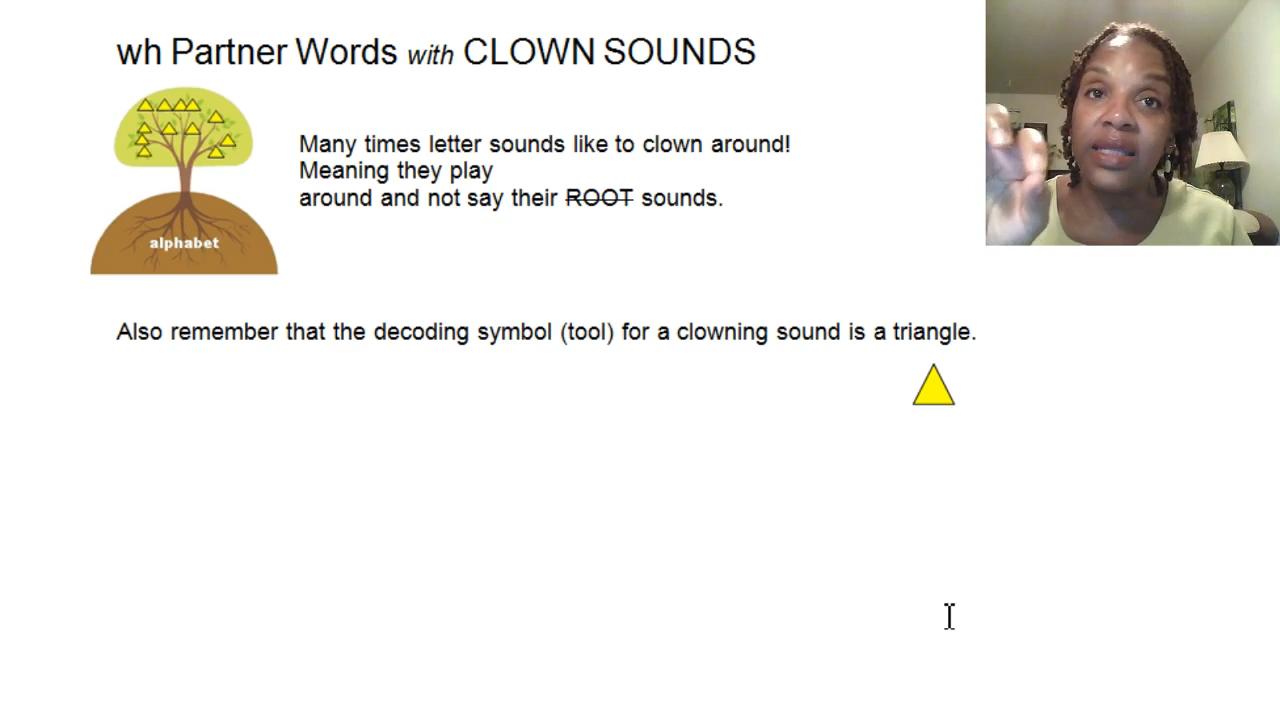 wh Partner Words with CLOWN SOUNDS
Many times letter sounds like to clown around!
Meaning they play
around and not say their ROOT sounds.
alphabet
Also remember that the decoding symbol (tool) for a clowning sound is a triangle.